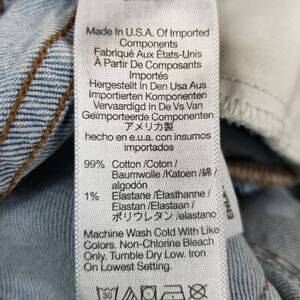 Made In U.S.A. Of Imported
Components
Fabriqué Aux États-Unis
À Partir De Composants
Importés
Hergestellt In Den Usa Aus
Importierten Komponenten
Vervaardigd In De Vs Van
Geïmporteerde Componenten
アメリカ製
hecho en e.u.a. con insumos
importados
99% Cotton /Coton /
Baumwolle /Katoen /綿 /
algodón
1% Elastane /Élasthanne /
Elastan /Elastaan /
ポリウレタン /elastano
Machine Wash Cold With Like
Colors. Non-Chlorine Bleach
Only. Tumble Dry Low. Iron
On Lowest Setting.
30